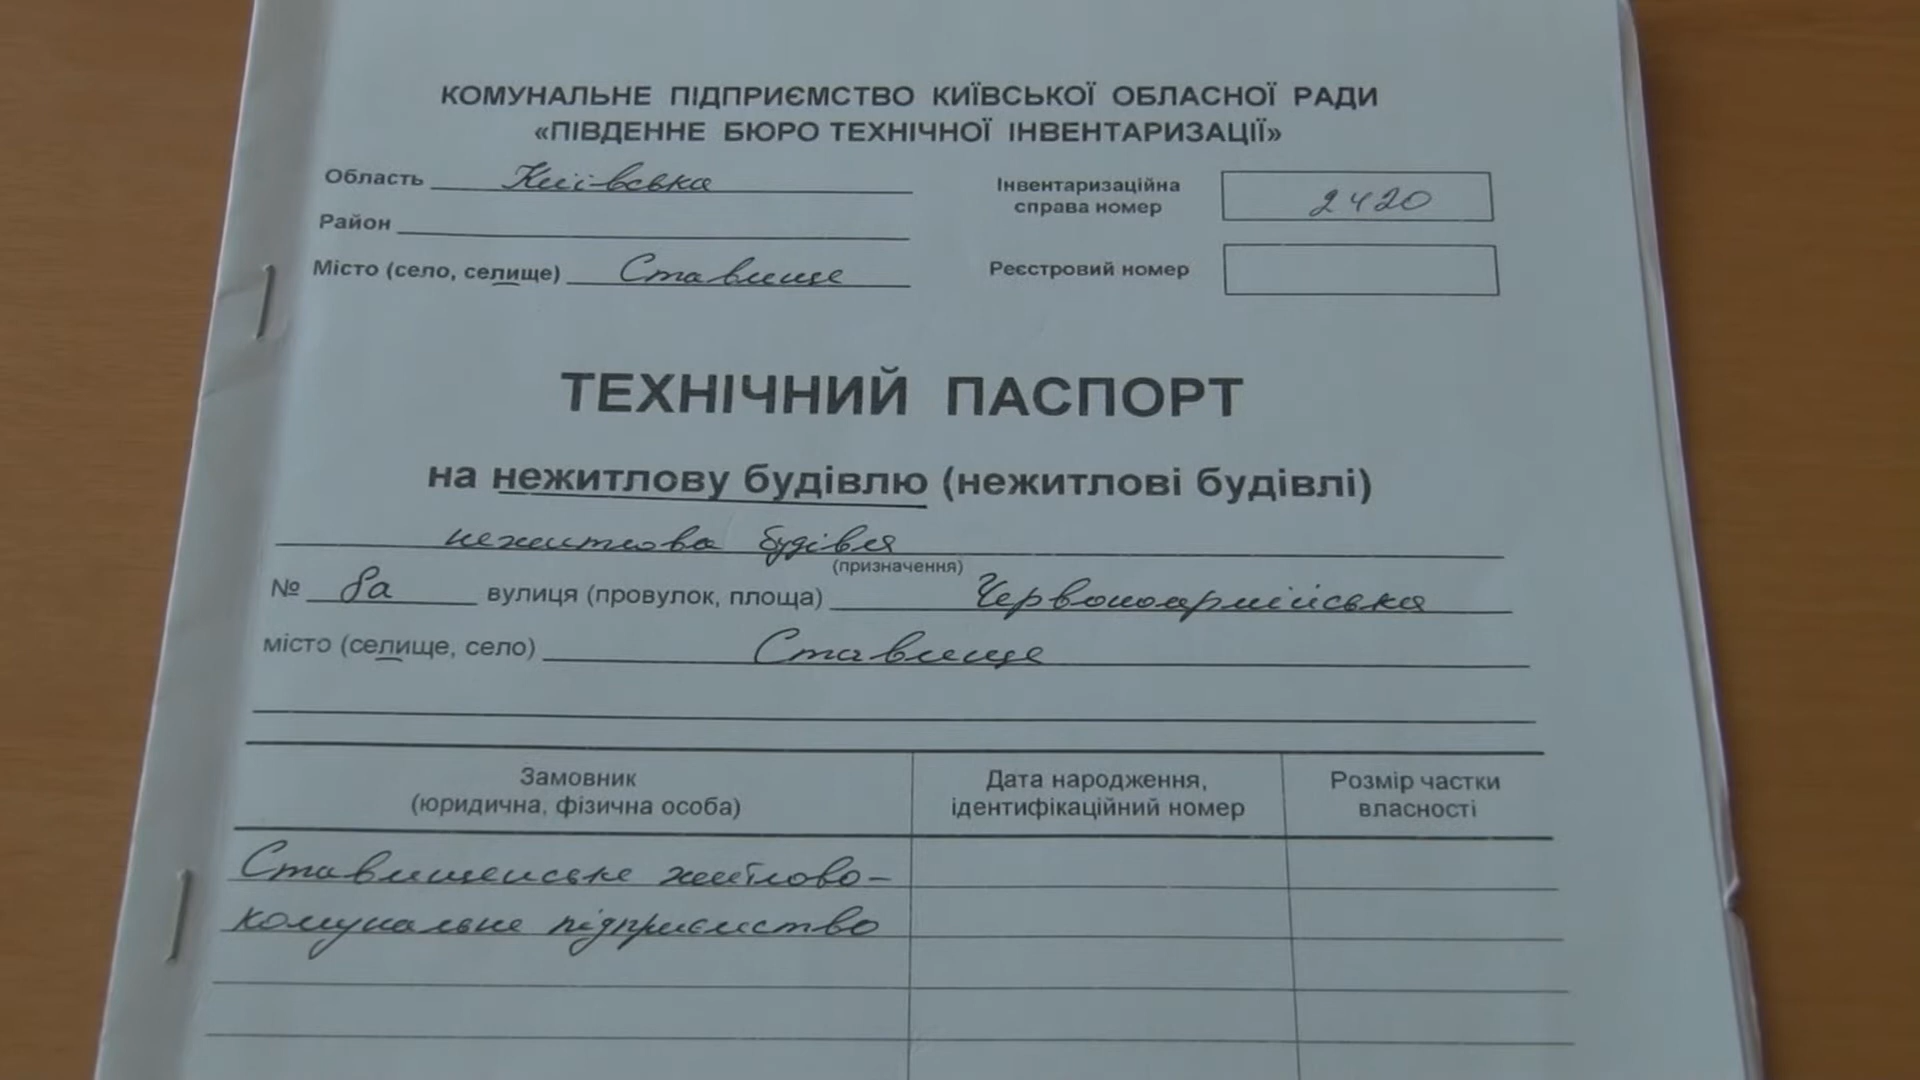 КОМУНАЛЬНЕ ПІДПРИЄМСТВО КИЇВСЬКОЇ ОБЛАСНОЇ РАДИ
«ПІВДЕННЕ БЮРО ТЕХНІЧНОЇ ІНВЕНТАРИЗАЦІЇ»
Область Київська
Інвентаризаційна справа номер 2420
Район
Місто (село, селище) Ставище
Реєстровий номер
ТЕХНІЧНИЙ ПАСПОРТ
на нежитлову будівлю (нежитлові будівлі)
нежитлова будівля
(призначення)
№ 8а вулиця (провулок, площа) Червоноармійська
місто (селище, село) Ставище
Замовник
(юридична, фізична особа)
Дата народження,
ідентифікаційний номер
Розмір частки
власності
Ставищенське житлово-
комунальне підприємство